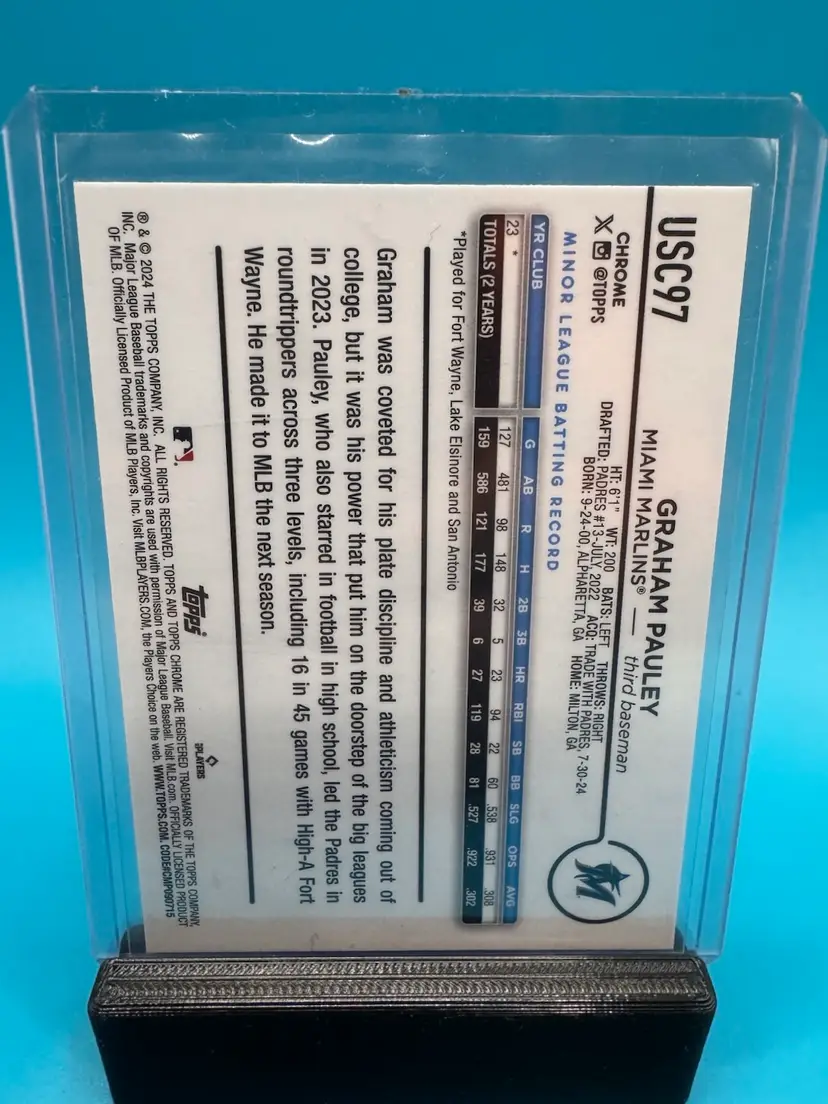 USC97
CHROME
@TOPPS
GRAHAM PAULEY
MIAMI MARLINS® — third baseman
HT: 6'1" WT: 200 BATS: LEFT THROWS: RIGHT
DRAFTED: PADRES #13-JULY, 2022 ACQ: TRADE WITH PADRES, 7-30-24
BORN: 9-24-00, ALPHARETTA, GA HOME: MILTON, GA
MINOR LEAGUE BATTING RECORD
YR CLUB G AB R H 2B 3B HR RBI SB BB SLG OPS AVG
23 * 127 481 98 148 32 5 23 94 22 60 .538 .931 .308
TOTALS (2 YEARS) 159 586 121 177 39 6 27 119 28 81 .527 .922 .302
*Played for Fort Wayne, Lake Elsinore and San Antonio
Graham was coveted for his plate discipline and athleticism coming out of
college, but it was his power that put him on the doorstep of the big leagues
in 2023. Pauley, who also starred in football in high school, led the Padres in
roundtrippers across three levels, including 16 in 45 games with High-A Fort
Wayne. He made it to MLB the next season.
topps
PLAYERS
® & © 2024 THE TOPPS COMPANY, INC. ALL RIGHTS RESERVED. TOPPS AND TOPPS CHROME ARE REGISTERED TRADEMARKS OF THE TOPPS COMPANY,
INC. Major League Baseball trademarks and copyrights are used with permission of Major League Baseball. Visit MLB.com. OFFICIALLY LICENSED PRODUCT
OF MLB. Officially Licensed Product of MLB Players, Inc. Visit MLBPLAYERS.COM, the Players Choice on the web. WWW.TOPPS.COM. CODE#CMP090715